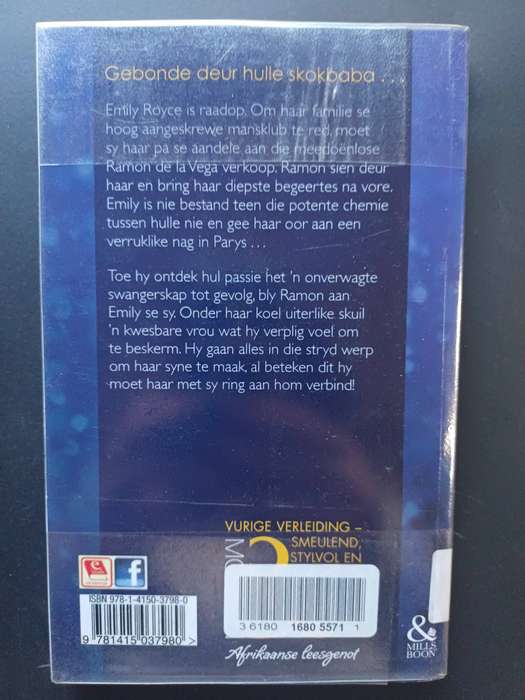 Gebonde deur hulle skokbaba . . .
Emily Royce is raadop. Om haar familie se
hoog aangeskrewe mansklub te red, moet
sy haar pa se aandele aan die meedoënlose
Ramon de la Vega verkoop. Ramon sien deur
haar en bring haar diepste begeertes na vore.
Emily is nie bestand teen die potente chemie
tussen hulle nie en gee haar oor aan een
verruklike nag in Parys . . .
Toe hy ontdek hul passie het 'n onverwagte
swangerskap tot gevolg, bly Ramon aan
Emily se sy. Onder haar koel uiterlike skuil
'n kwesbare vrou wat hy verplig voel om
te beskerm. Hy gaan alles in die stryd werp
om haar syne te maak, al beteken dit hy
moet haar met sy ring aan hom verbind!
VURIGE VERLEIDING –
SMEULEND,
STYLVOL EN
MO
f
ISBN 978-1-4150-3798-0
9 781415 037980 >
3 6180 1680 5571 1
Afrikaanse leesgenot
&
MILLS
BOON